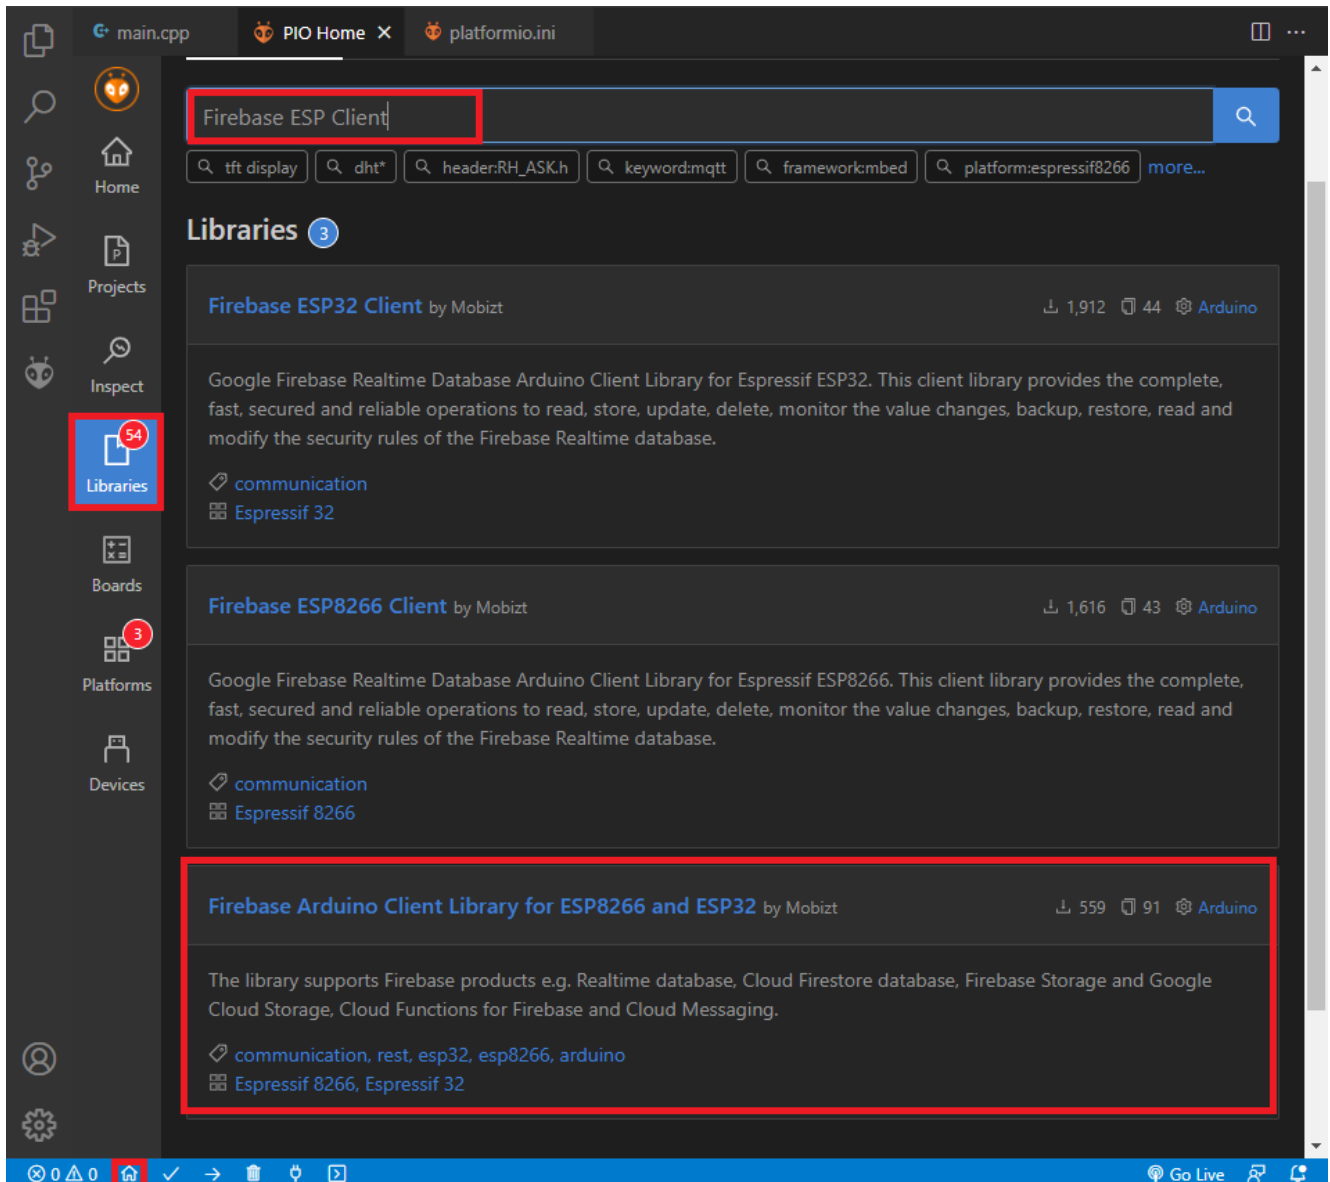 main.cpp
PIO Home
platformio.ini
Firebase ESP Client
tft display
dht*
header:RH_ASK.h
keyword:mqtt
framework:mbed
platform:espressif8266
more...
Home
Projects
Inspect
54
Libraries
Boards
3
Platforms
Devices
Libraries 3
Firebase ESP32 Client by Mobizt
1,912 44 Arduino
Google Firebase Realtime Database Arduino Client Library for Espressif ESP32. This client library provides the complete,
fast, secured and reliable operations to read, store, update, delete, monitor the value changes, backup, restore, read and
modify the security rules of the Firebase Realtime database.
communication
Espressif 32
Firebase ESP8266 Client by Mobizt
1,616 43 Arduino
Google Firebase Realtime Database Arduino Client Library for Espressif ESP8266. This client library provides the complete,
fast, secured and reliable operations to read, store, update, delete, monitor the value changes, backup, restore, read and
modify the security rules of the Firebase Realtime database.
communication
Espressif 8266
Firebase Arduino Client Library for ESP8266 and ESP32 by Mobizt
559 91 Arduino
The library supports Firebase products e.g. Realtime database, Cloud Firestore database, Firebase Storage and Google
Cloud Storage, Cloud Functions for Firebase and Cloud Messaging.
communication, rest, esp32, esp8266, arduino
Espressif 8266, Espressif 32
0 0
Go Live